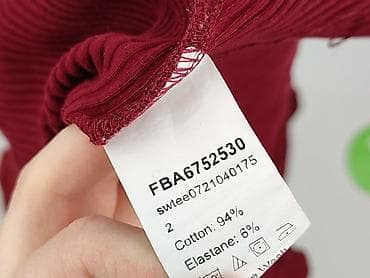 FBA6752530
swtee0721040175
2
Cotton: 94%
Elastane: 6%